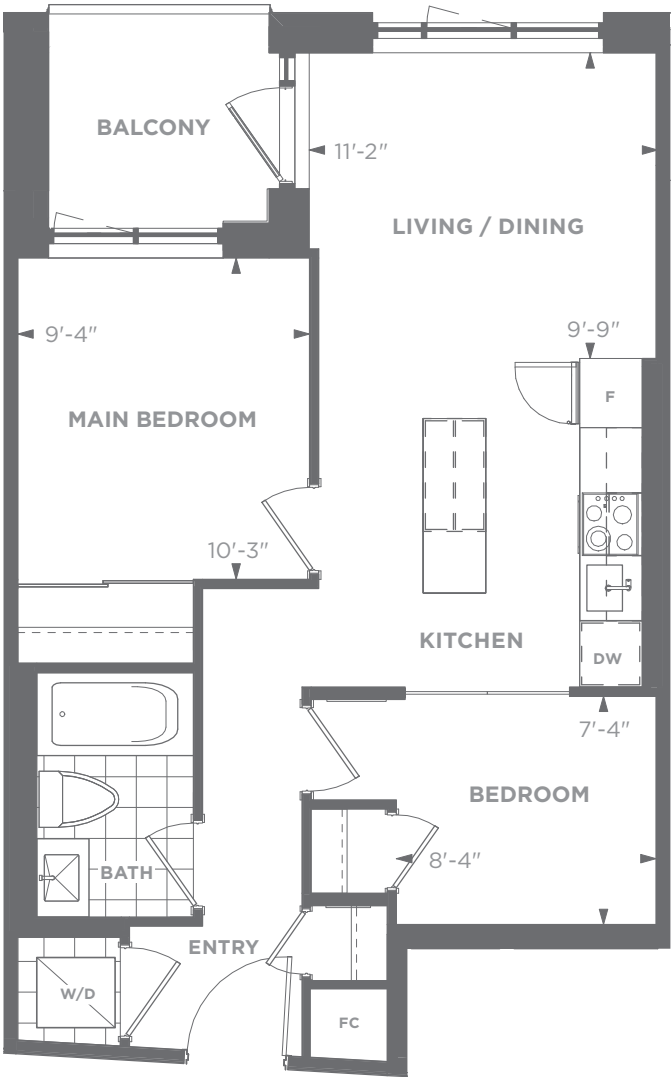 BALCONY
11'-2"
LIVING / DINING
9'-4"
9'-9"
F
MAIN BEDROOM
10'-3"
KITCHEN
DW
7'-4"
BEDROOM
8'-4"
BATH
ENTRY
W/D
FC